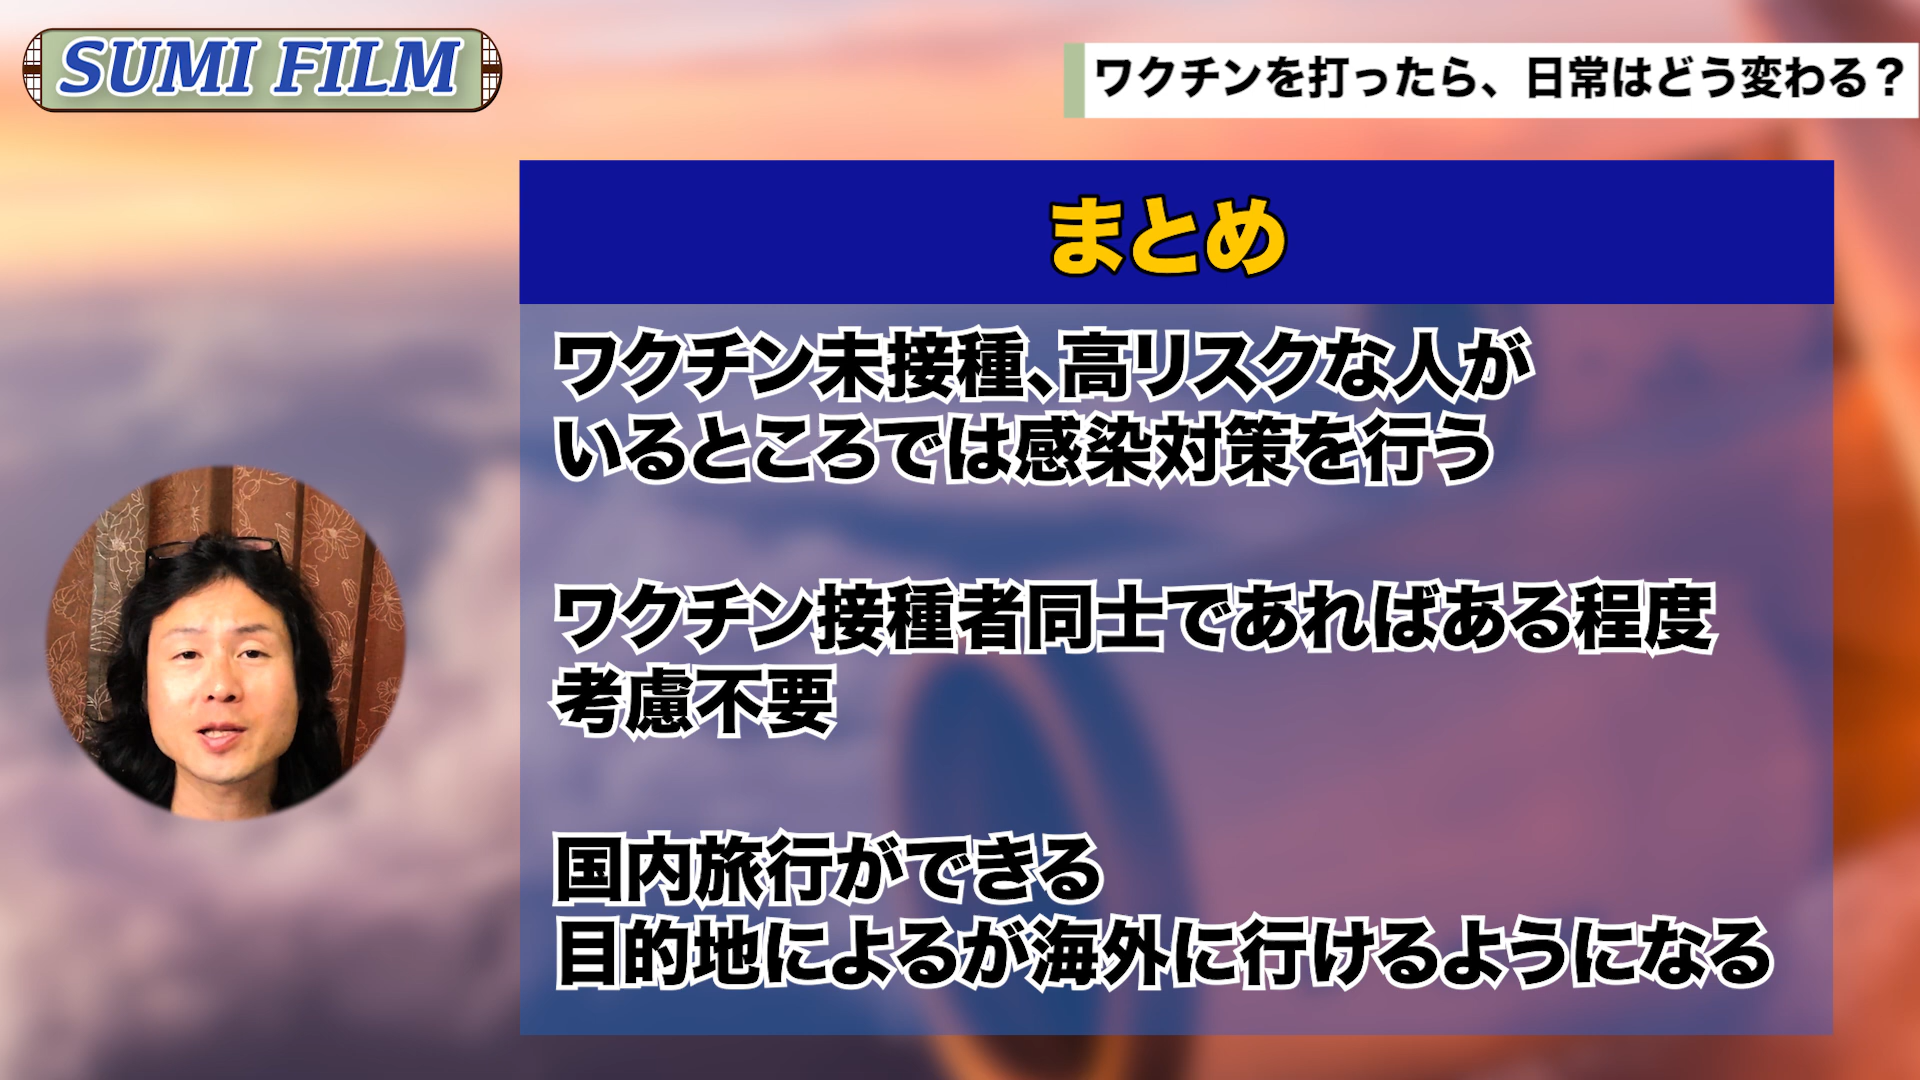 SUMI FILM
ワクチンを打ったら、日常はどう変わる？
まとめ
ワクチン未接種、高リスクな人が
いるところでは感染対策を行う
ワクチン接種者同士であればある程度
考慮不要
国内旅行ができる
目的地によるが海外に行けるようになる